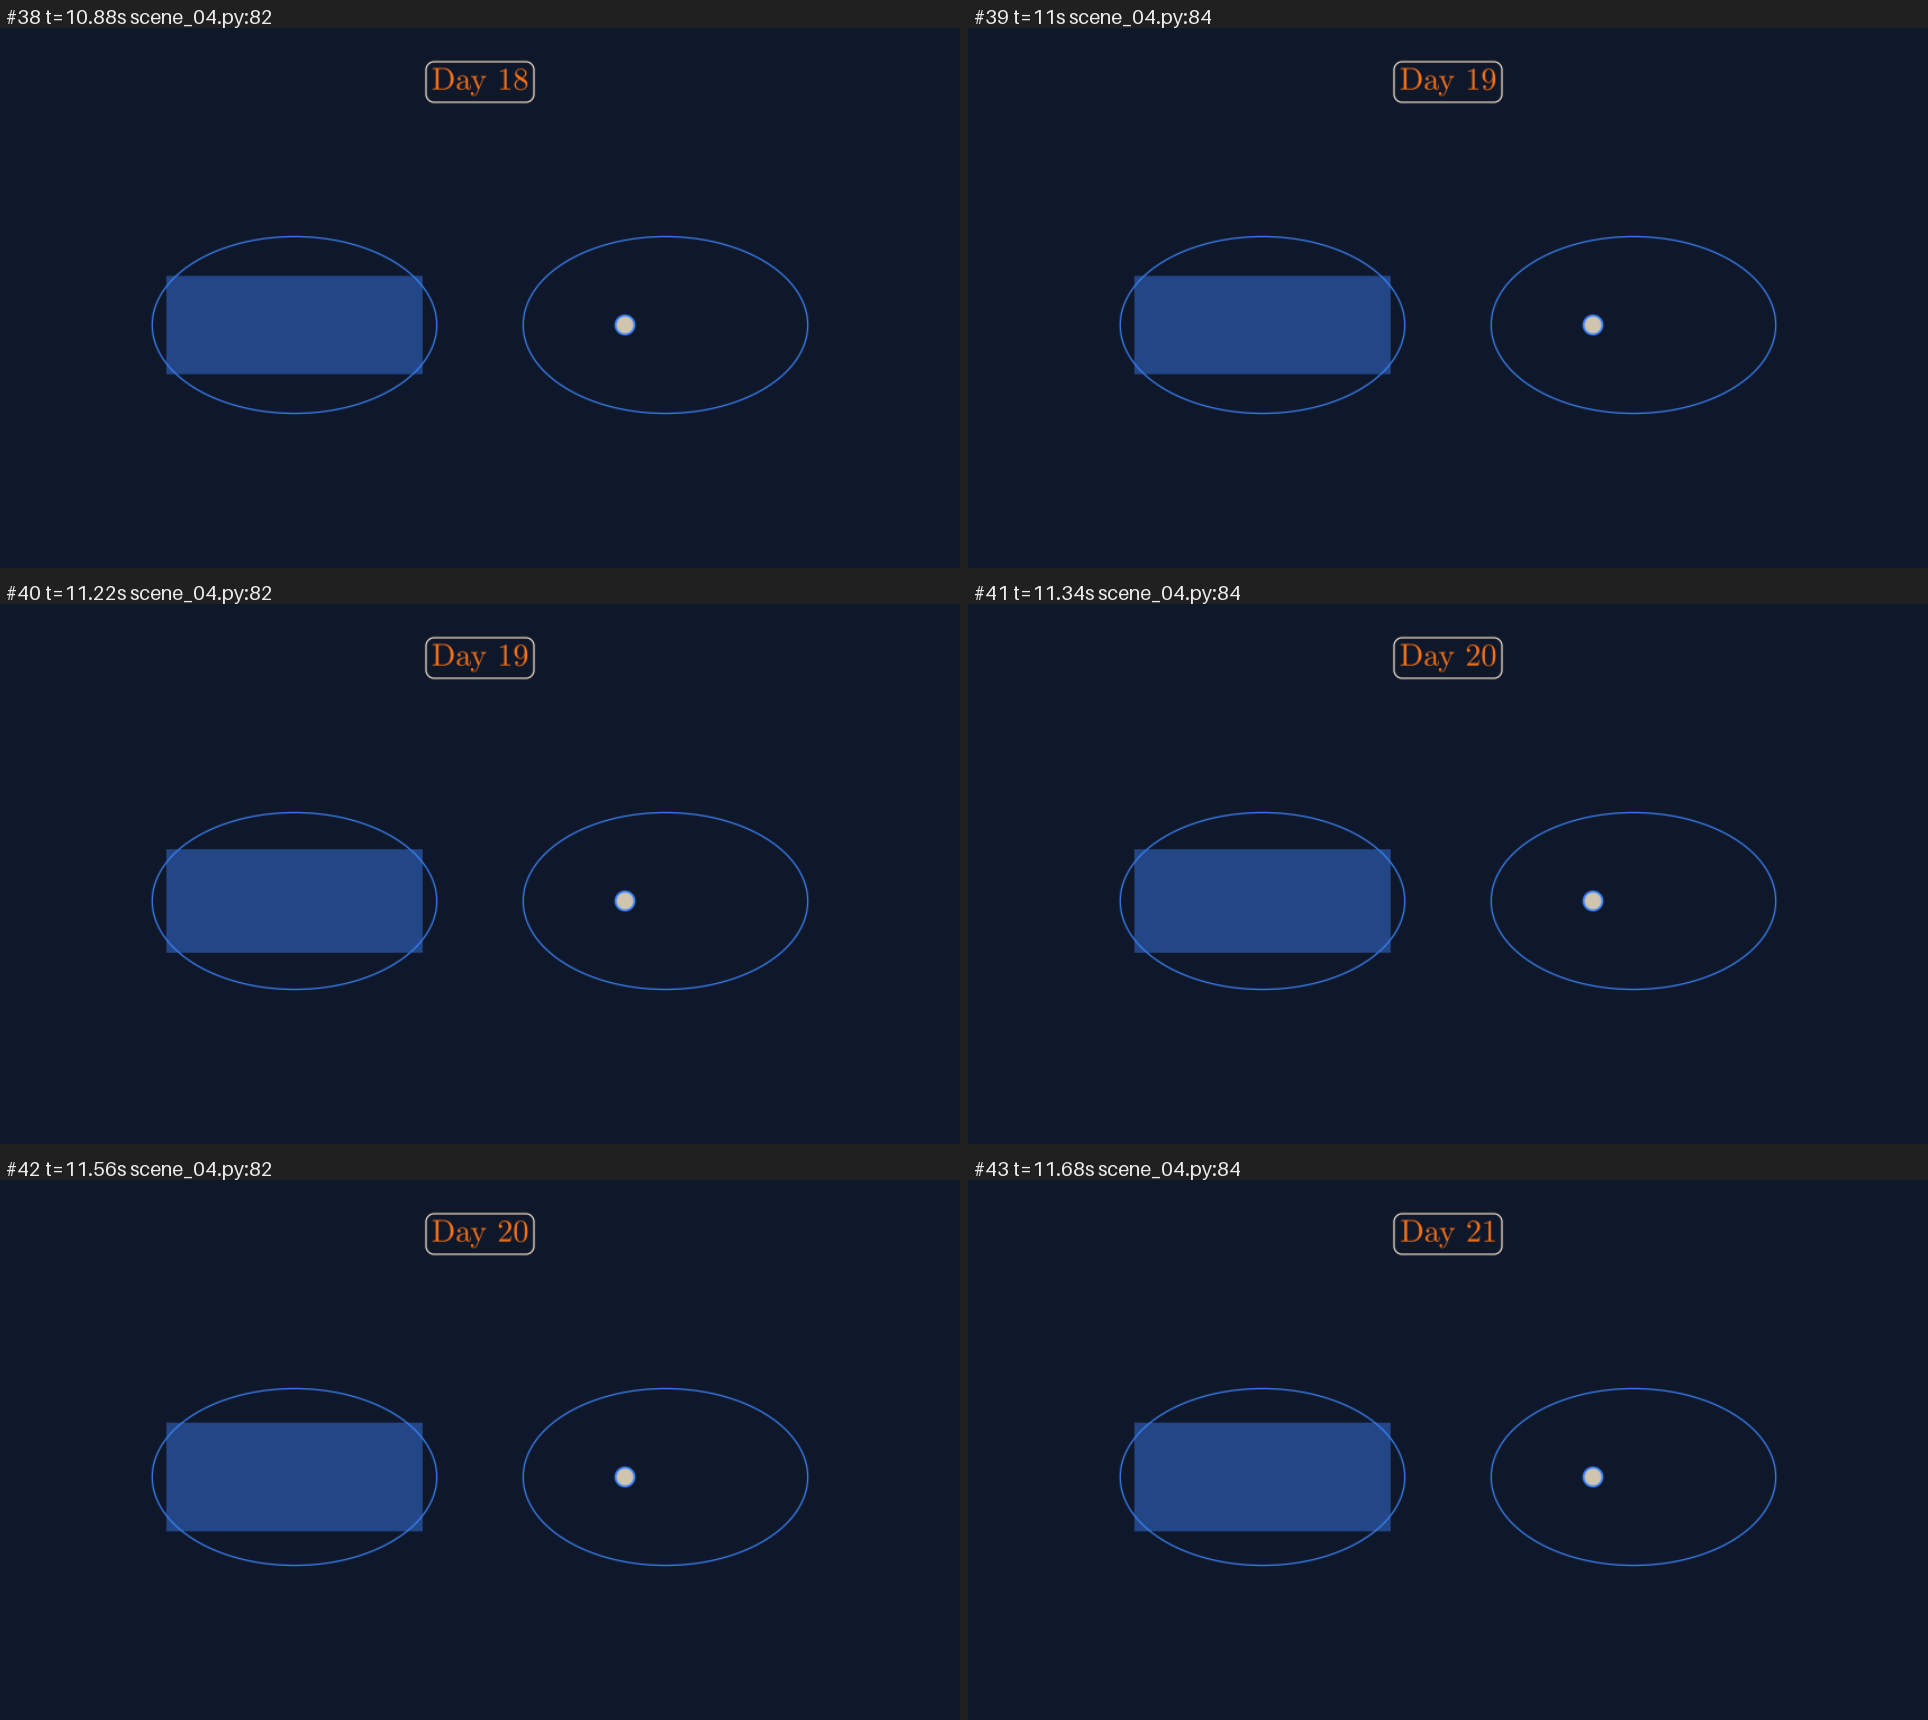 #38 t=10.88s scene_04.py:82
#39 t=11s scene_04.py:84
Day 18
Day 19
#40 t=11.22s scene_04.py:82
#41 t=11.34s scene_04.py:84
Day 19
Day 20
#42 t=11.56s scene_04.py:82
#43 t=11.68s scene_04.py:84
Day 20
Day 21